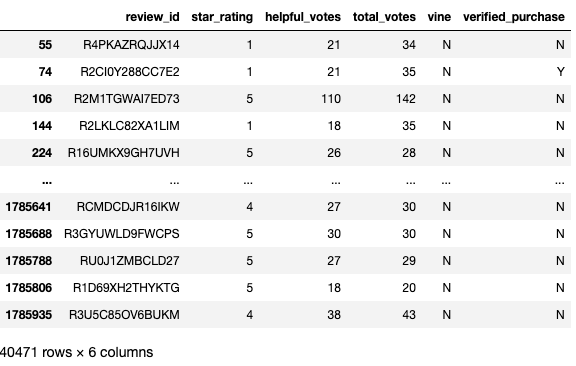 review_id star_rating helpful_votes total_votes vine verified_purchase
55 R4PKAZRQJJX14 1 21 34 N N
74 R2CI0Y288CC7E2 1 21 35 N Y
106 R2M1TGWAI7ED73 5 110 142 N N
144 R2LKLC82XA1LIM 1 18 35 N N
224 R16UMKX9GH7UVH 5 26 28 N N
... ... ... ... ... ... ...
1785641 RCMDCDJR16IKW 4 27 30 N N
1785688 R3GYUWLD9FWCPS 5 30 30 N N
1785788 RU0J1ZMBCLD27 5 27 29 N N
1785806 R1D69XH2THYKTG 5 18 20 N N
1785935 R3U5C85OV6BUKM 4 38 43 N N
40471 rows × 6 columns